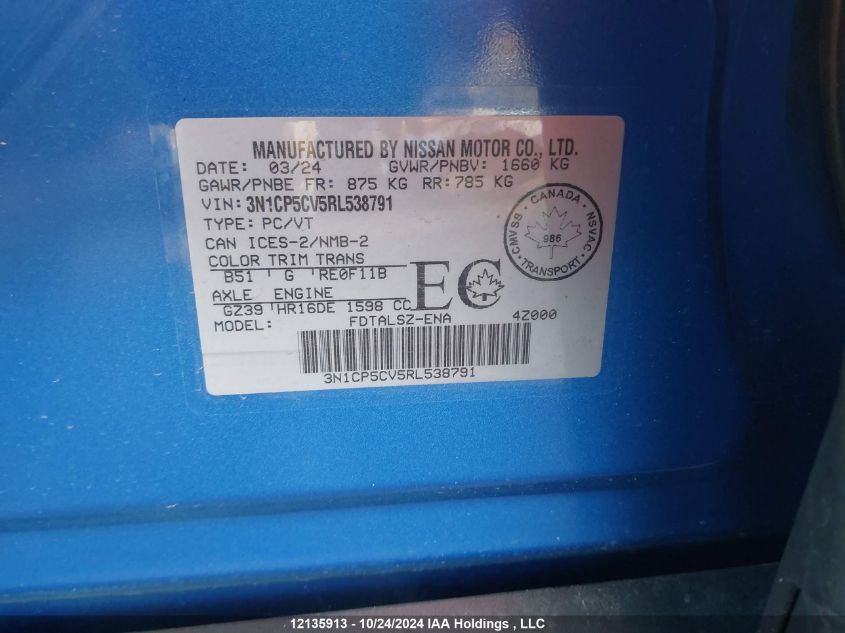 MANUFACTURED BY NISSAN MOTOR CO., LTD.
DATE: 03/24 GVWR/PNBV: 1660 KG
GAWR/PNBE FR: 875 KG RR: 785 KG
VIN: 3N1CP5CV5RL538791
TYPE: PC/VT
CAN ICES-2/NMB-2
COLOR TRIM TRANS
B51 G RE0F11B
AXLE ENGINE
GZ39 HR16DE 1598 CC
MODEL: FDTALSZ-ENA 4Z000
EC
CANADA
CMVSS
NSVAC
986
TRANSPORT
3N1CP5CV5RL538791
12135913 - 10/24/2024 IAA Holdings , LLC